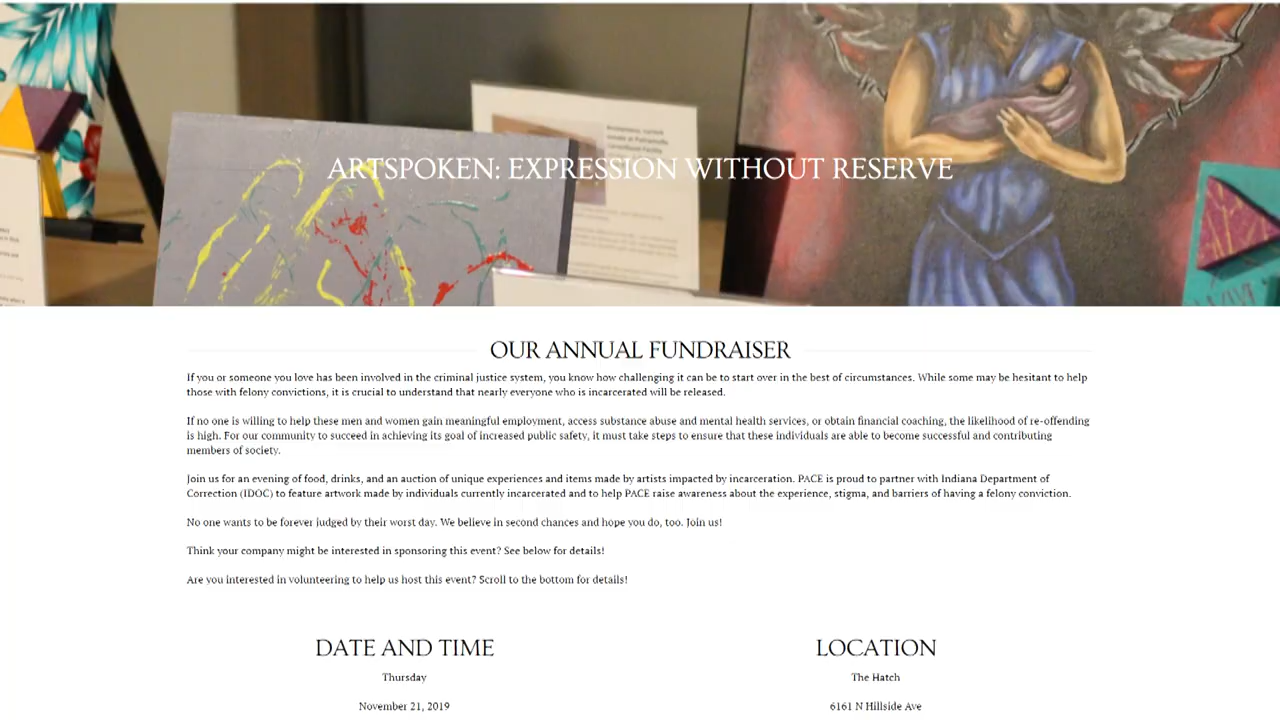 ARTSPOKEN: EXPRESSION WITHOUT RESERVE
OUR ANNUAL FUNDRAISER
If you or someone you love has been involved in the criminal justice system, you know how challenging it can be to start over in the best of circumstances. While some may be hesitant to help
those with felony convictions, it is crucial to understand that nearly everyone who is incarcerated will be released.
If no one is willing to help these men and women gain meaningful employment, access substance abuse and mental health services, or obtain financial coaching, the likelihood of re-offending
is high. For our community to succeed in achieving its goal of increased public safety, it must take steps to ensure that these individuals are able to become successful and contributing
members of society.
Join us for an evening of food, drinks, and an auction of unique experiences and items made by artists impacted by incarceration. PACE is proud to partner with Indiana Department of
Correction (IDOC) to feature artwork made by individuals currently incarcerated and to help PACE raise awareness about the experience, stigma, and barriers of having a felony conviction.
No one wants to be forever judged by their worst day. We believe in second chances and hope you do, too. Join us!
Think your company might be interested in sponsoring this event? See below for details!
Are you interested in volunteering to help us host this event? Scroll to the bottom for details!
DATE AND TIME
Thursday
November 21, 2019
LOCATION
The Hatch
6161 N Hillside Ave